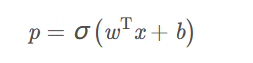 p = σ(wᵀx + b)